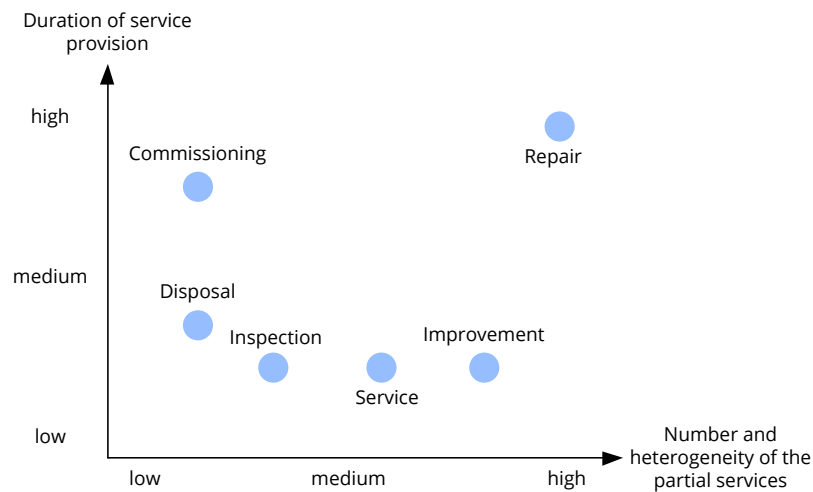 Duration of service
provision
high
Commissioning
Repair
medium
Disposal
Inspection
Improvement
Service
low
Number and
heterogeneity of the
partial services
low
medium
high